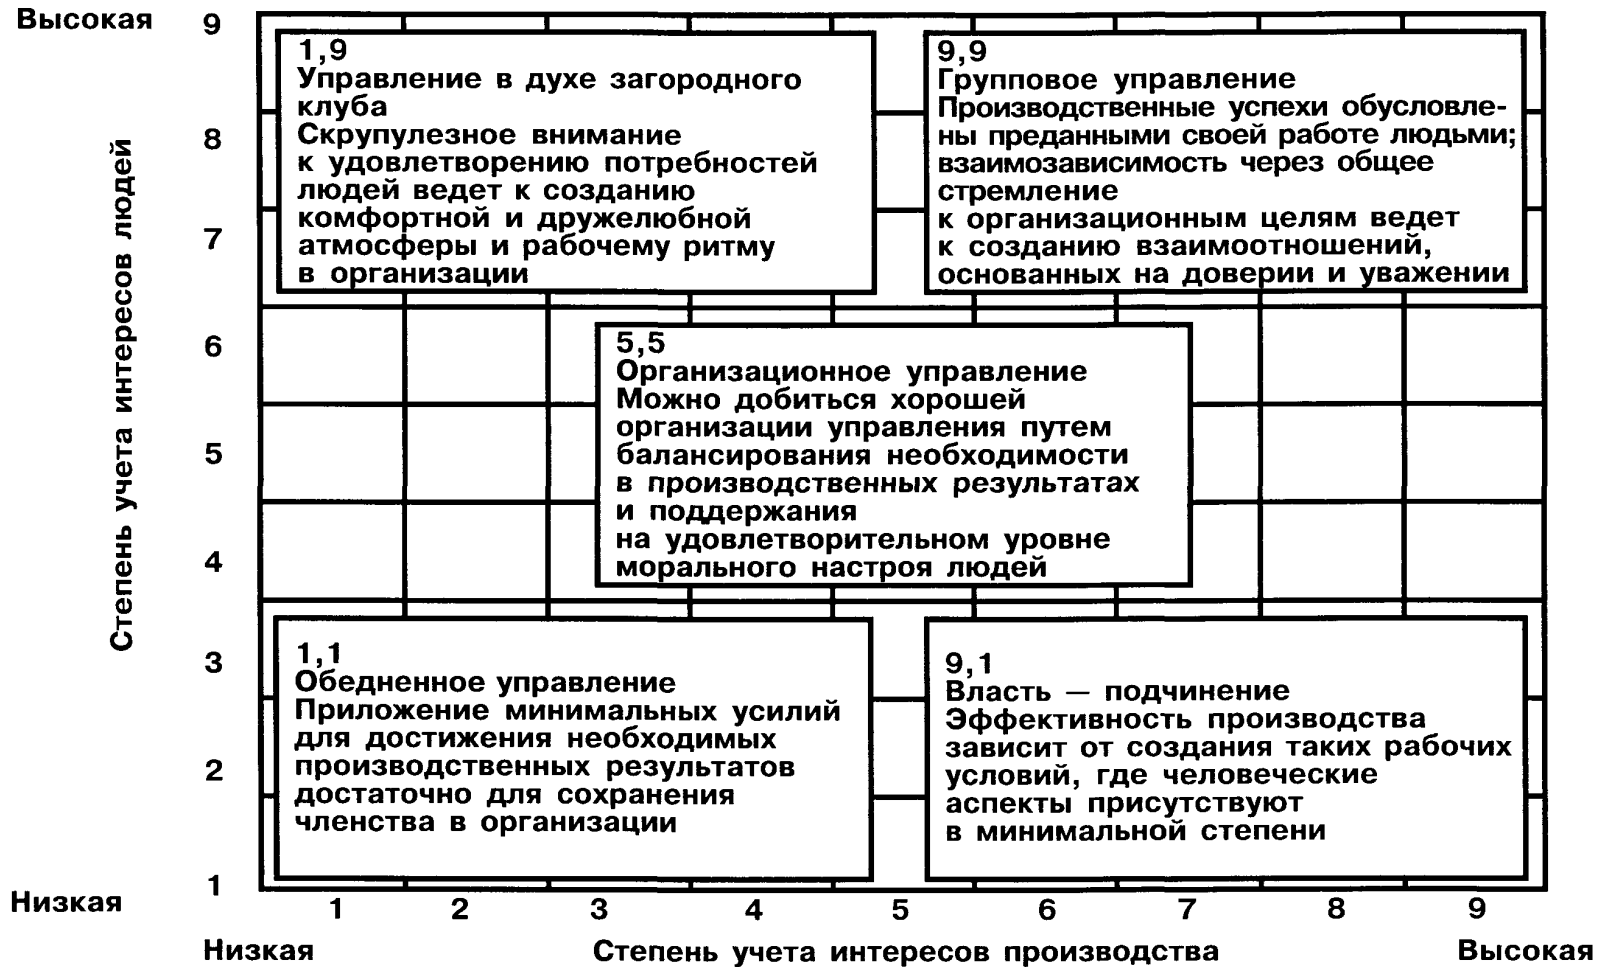 Высокая
9
8
7
6
5
4
3
2
1
Низкая
Степень учета интересов людей
1,9
Управление в духе загородного
клуба
Скрупулезное внимание
к удовлетворению потребностей
людей ведет к созданию
комфортной и дружелюбной
атмосферы и рабочему ритму
в организации
9,9
Групповое управление
Производственные успехи обусловле-
ны преданными своей работе людьми;
взаимозависимость через общее
стремление
к организационным целям ведет
к созданию взаимоотношений,
основанных на доверии и уважении
5,5
Организационное управление
Можно добиться хорошей
организации управления путем
балансирования необходимости
в производственных результатах
и поддержания
на удовлетворительном уровне
морального настроя людей
1,1
Обедненное управление
Приложение минимальных усилий
для достижения необходимых
производственных результатов
достаточно для сохранения
членства в организации
9,1
Власть — подчинение
Эффективность производства
зависит от создания таких рабочих
условий, где человеческие
аспекты присутствуют
в минимальной степени
1 2 3 4 5 6 7 8 9
Низкая Степень учета интересов производства Высокая